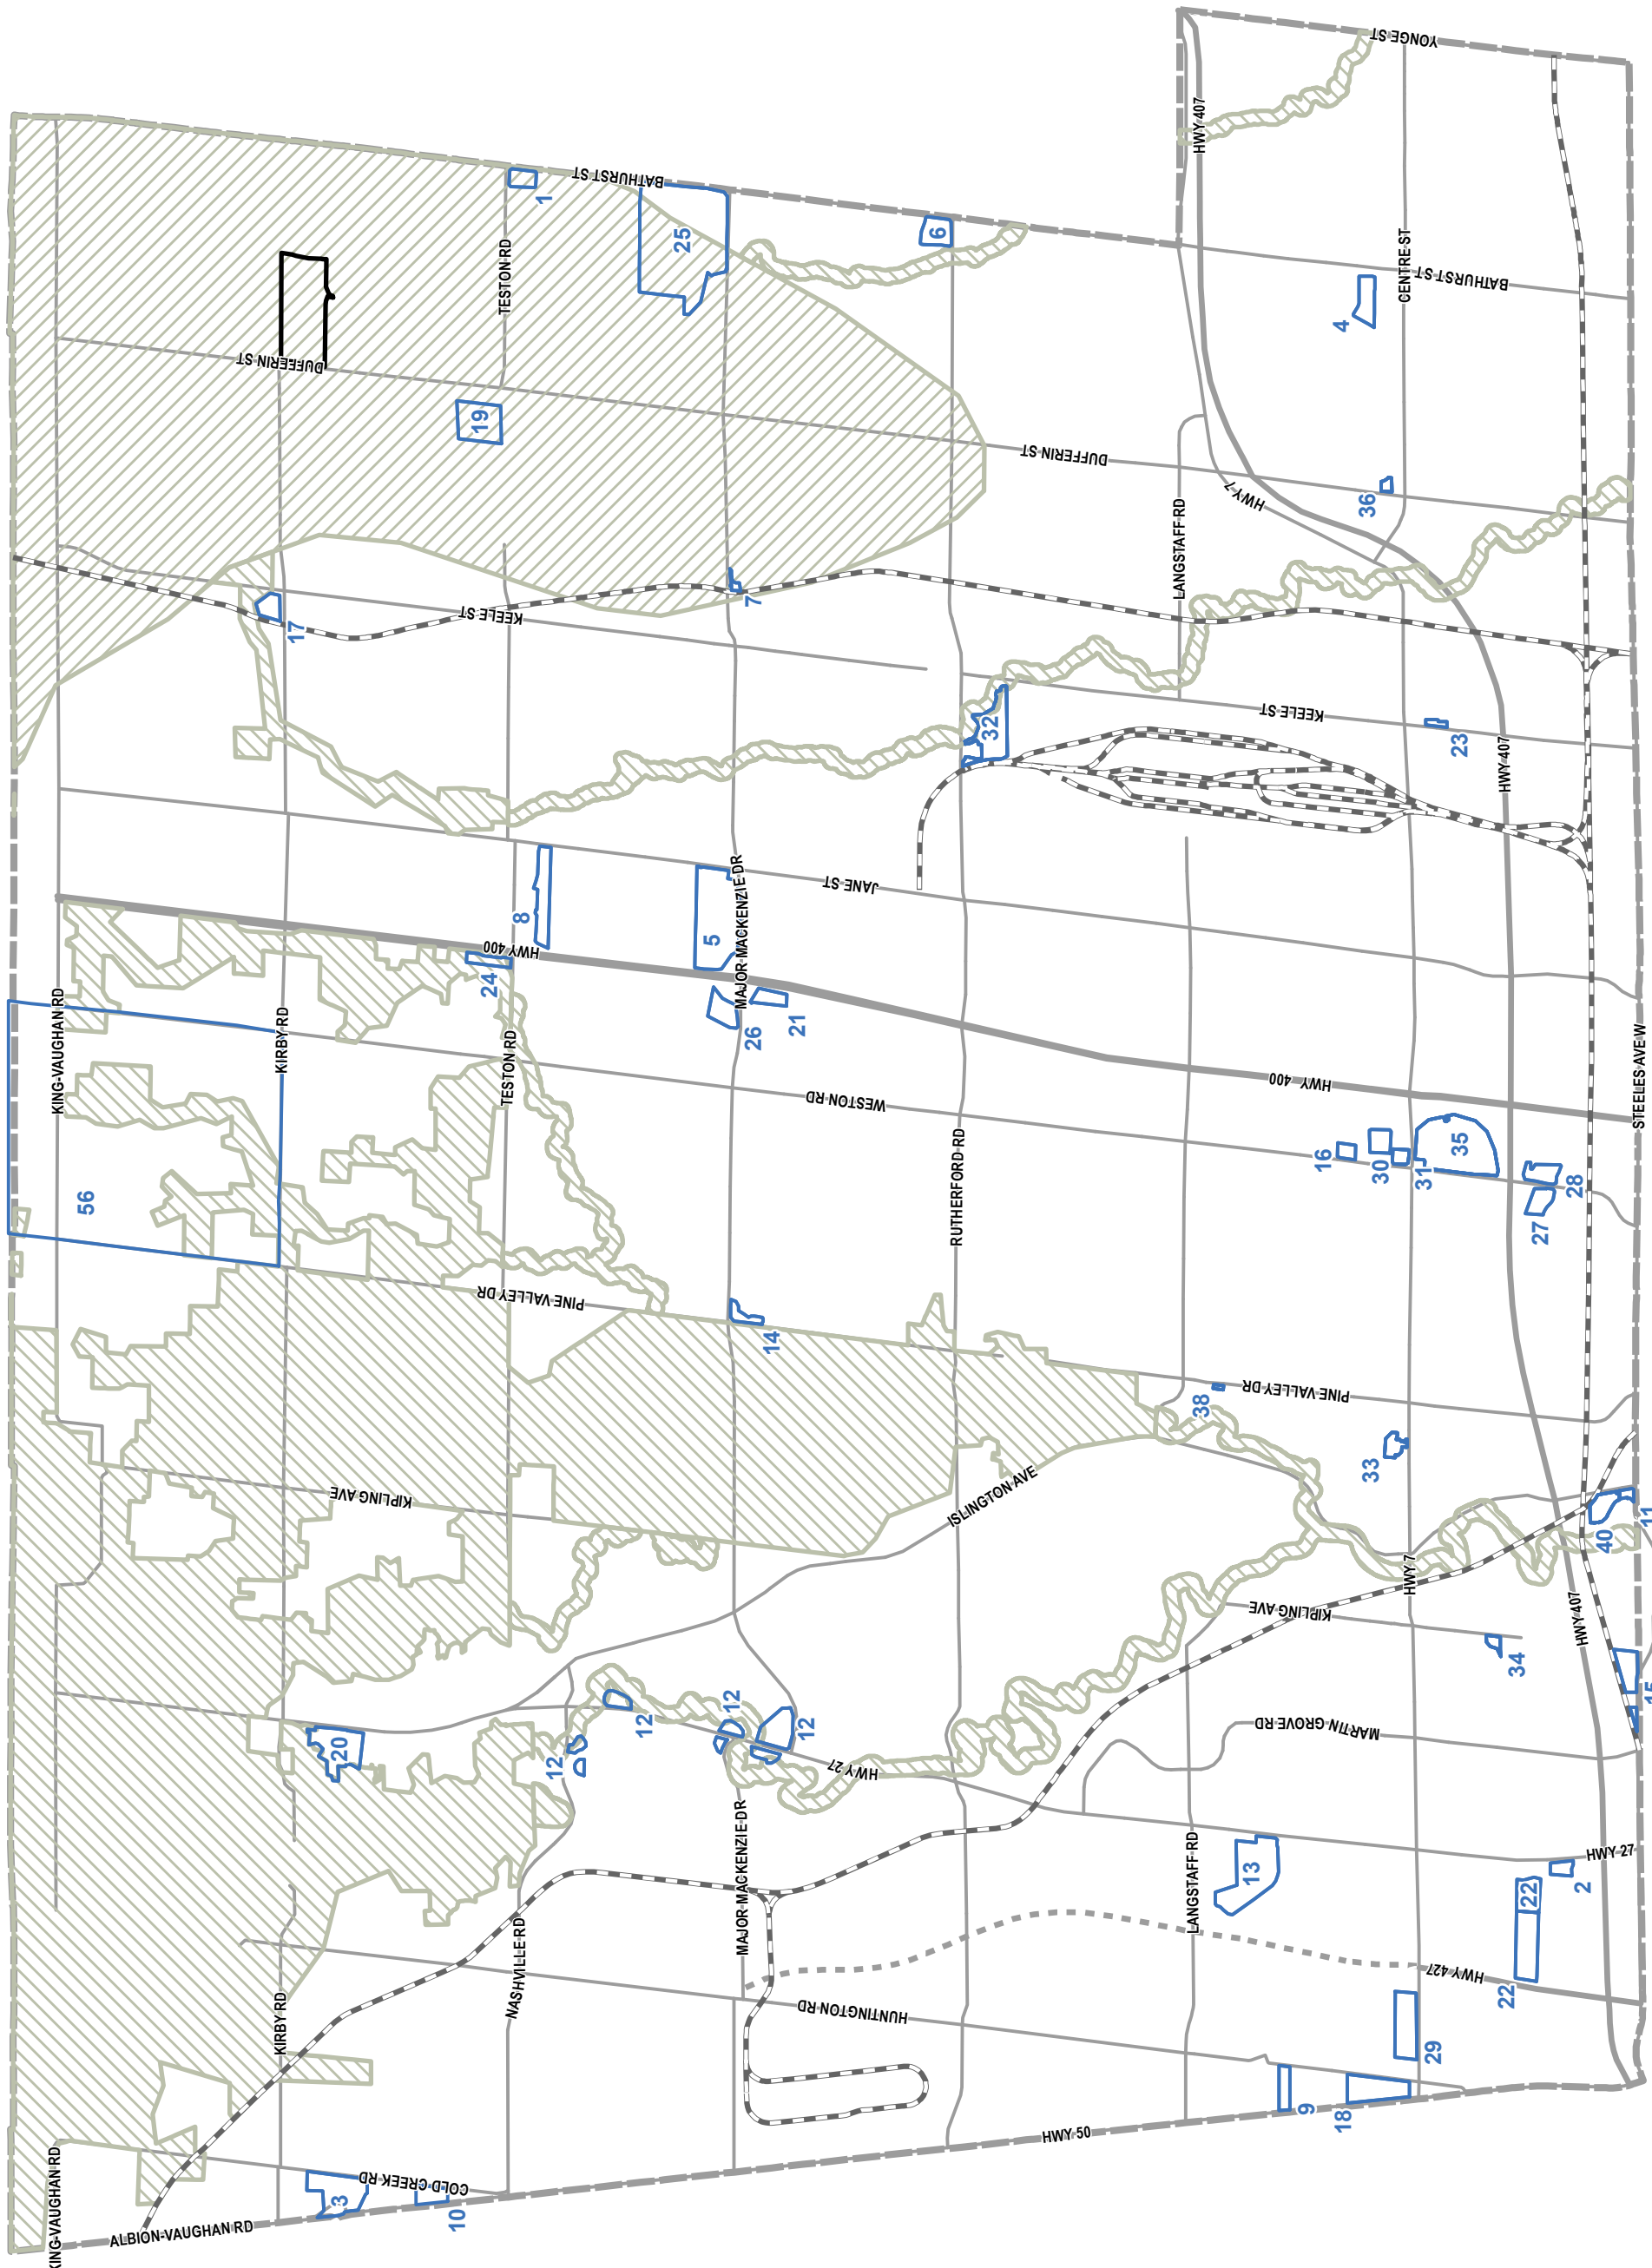 YONGE ST
HWY 407
BATHURST ST
1
TESTON RD
25
6
CENTRE ST
BATHURST ST
4
DUFFERIN ST
19
DUFFERIN ST
HWY 7
36
LANGSTAFF RD
7
17
KEELE ST
32
KEELE ST
23
HWY 407
8
5
MAJOR-MACKENZIE-DR
JANE ST
HWY 400
24
26
21
KING-VAUGHAN RD
KIRBY RD
TESTON RD
WESTON RD
HWY 400
STEELES AVE W
56
RUTHERFORD RD
16
30
31
35
27
28
PINE VALLEY DR
14
38
PINE VALLEY DR
33
KIPLING AVE
ISLINGTON AVE
40
11
HWY 7
KIPLING AVE
HWY 407
34
15
20
12
12
12
12
HWY 27
MARTIN GROVE RD
MAJOR MACKENZIE DR
LANGSTAFF RD
13
HWY 27
2
22
22
HWY 427
NASHVILLE RD
KIRBY RD
HUNTINGTON RD
29
9
18
HWY 50
KING-VAUGHAN RD
ALBION-VAUGHAN RD
COLD CREEK RD
3
10